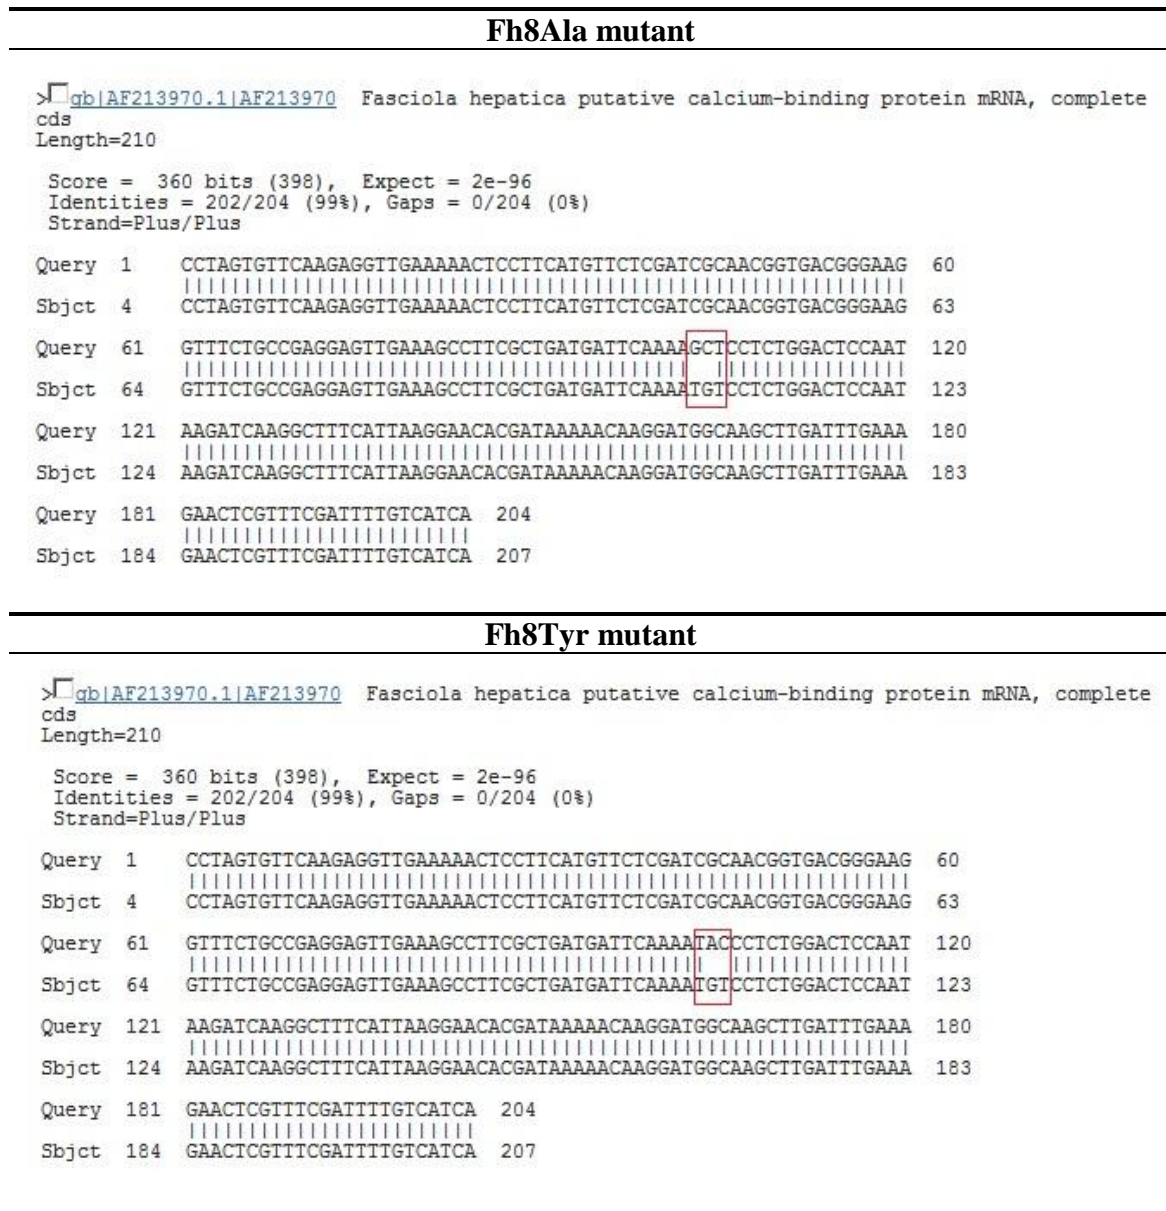 Fh8Ala mutant
>gb|AF213970.1|AF213970 Fasciola hepatica putative calcium-binding protein mRNA, complete
cds
Length=210
Score = 360 bits (398), Expect = 2e-96
Identities = 202/204 (99%), Gaps = 0/204 (0%)
Strand=Plus/Plus
Query 1 CCTAGTGTTCAAGAGGTTGAAAAACTCCTTCATGTTCTCGATCGCAACGGTGACGGGAAG 60
||||||||||||||||||||||||||||||||||||||||||||||||||||||||||||
Sbjct 4 CCTAGTGTTCAAGAGGTTGAAAAACTCCTTCATGTTCTCGATCGCAACGGTGACGGGAAG 63
Query 61 GTTTCTGCCGAGGAGTTGAAAGCCTTCGCTGATGATTCAAAAGCTCCTCTGGACTCCAAT 120
|||||||||||||||||||||||||||||||||||||||||| ||||||||||||||||
Sbjct 64 GTTTCTGCCGAGGAGTTGAAAGCCTTCGCTGATGATTCAAAATGTCCTCTGGACTCCAAT 123
Query 121 AAGATCAAGGCTTTCATTAAGGAACACGATAAAAACAAGGATGGCAAGCTTGATTTGAAA 180
||||||||||||||||||||||||||||||||||||||||||||||||||||||||||||
Sbjct 124 AAGATCAAGGCTTTCATTAAGGAACACGATAAAAACAAGGATGGCAAGCTTGATTTGAAA 183
Query 181 GAACTCGTTTCGATTTTGTCATCA 204
||||||||||||||||||||||||
Sbjct 184 GAACTCGTTTCGATTTTGTCATCA 207
Fh8Tyr mutant
>gb|AF213970.1|AF213970 Fasciola hepatica putative calcium-binding protein mRNA, complete
cds
Length=210
Score = 360 bits (398), Expect = 2e-96
Identities = 202/204 (99%), Gaps = 0/204 (0%)
Strand=Plus/Plus
Query 1 CCTAGTGTTCAAGAGGTTGAAAAACTCCTTCATGTTCTCGATCGCAACGGTGACGGGAAG 60
||||||||||||||||||||||||||||||||||||||||||||||||||||||||||||
Sbjct 4 CCTAGTGTTCAAGAGGTTGAAAAACTCCTTCATGTTCTCGATCGCAACGGTGACGGGAAG 63
Query 61 GTTTCTGCCGAGGAGTTGAAAGCCTTCGCTGATGATTCAAAATACCCTCTGGACTCCAAT 120
||||||||||||||||||||||||||||||||||||||||||| |||||||||||||||
Sbjct 64 GTTTCTGCCGAGGAGTTGAAAGCCTTCGCTGATGATTCAAAATGTCCTCTGGACTCCAAT 123
Query 121 AAGATCAAGGCTTTCATTAAGGAACACGATAAAAACAAGGATGGCAAGCTTGATTTGAAA 180
||||||||||||||||||||||||||||||||||||||||||||||||||||||||||||
Sbjct 124 AAGATCAAGGCTTTCATTAAGGAACACGATAAAAACAAGGATGGCAAGCTTGATTTGAAA 183
Query 181 GAACTCGTTTCGATTTTGTCATCA 204
||||||||||||||||||||||||
Sbjct 184 GAACTCGTTTCGATTTTGTCATCA 207